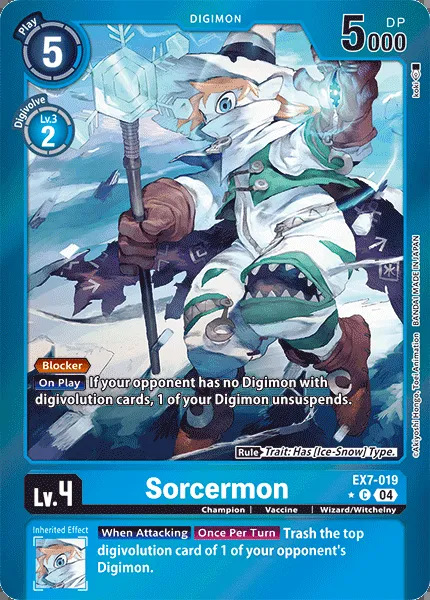 DIGIMON
Play
5
DP
5000
Digivolve
Lv.3
2
koki
©Akiyoshi Hongo, Toei Animation BANDAI MADE IN JAPAN
Blocker
On Play If your opponent has no Digimon with
digivolution cards, 1 of your Digimon unsuspends.
Rule Trait: Has [Ice-Snow] Type.
Lv.4
Sorcermon
EX7-019
C 04
Champion | Vaccine | Wizard/Witchelny
Inherited Effect
When Attacking Once Per Turn Trash the top
digivolution card of 1 of your opponent's
Digimon.